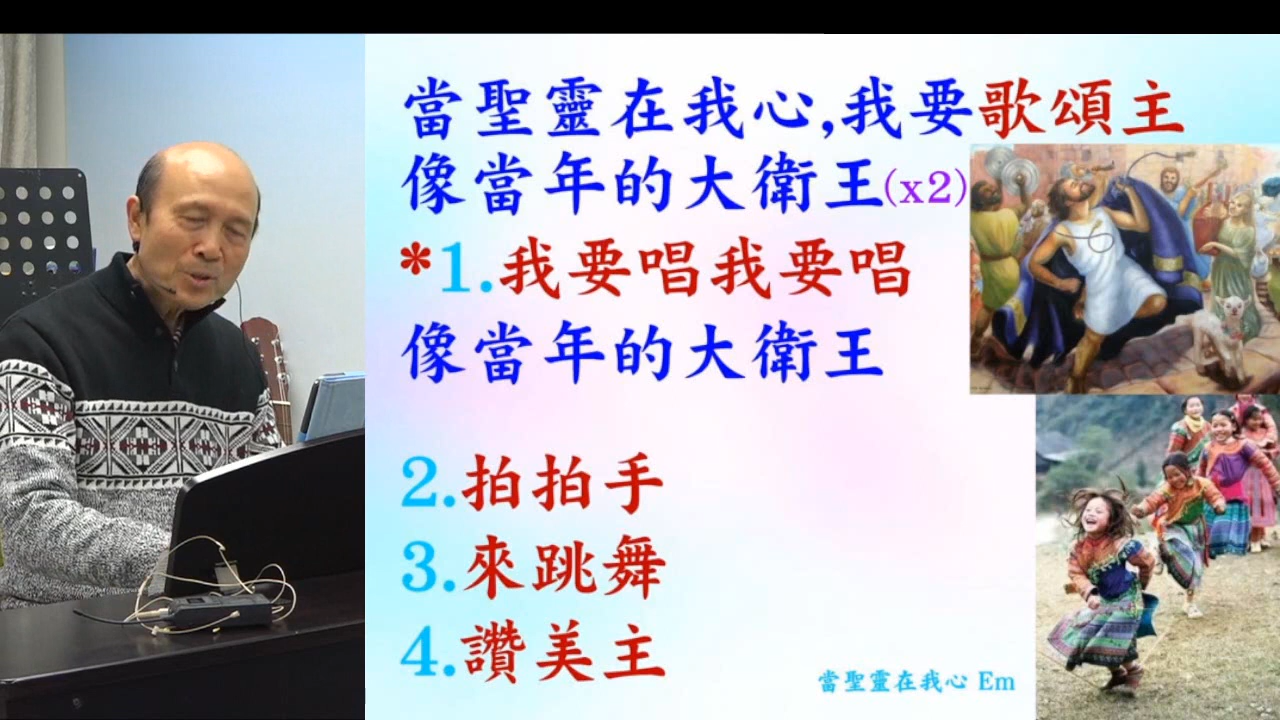 當聖靈在我心,我要歌頌主
像當年的大衛王(x2)
*1.我要唱我要唱
像當年的大衛王
2.拍拍手
3.來跳舞
4.讚美主
當聖靈在我心 Em